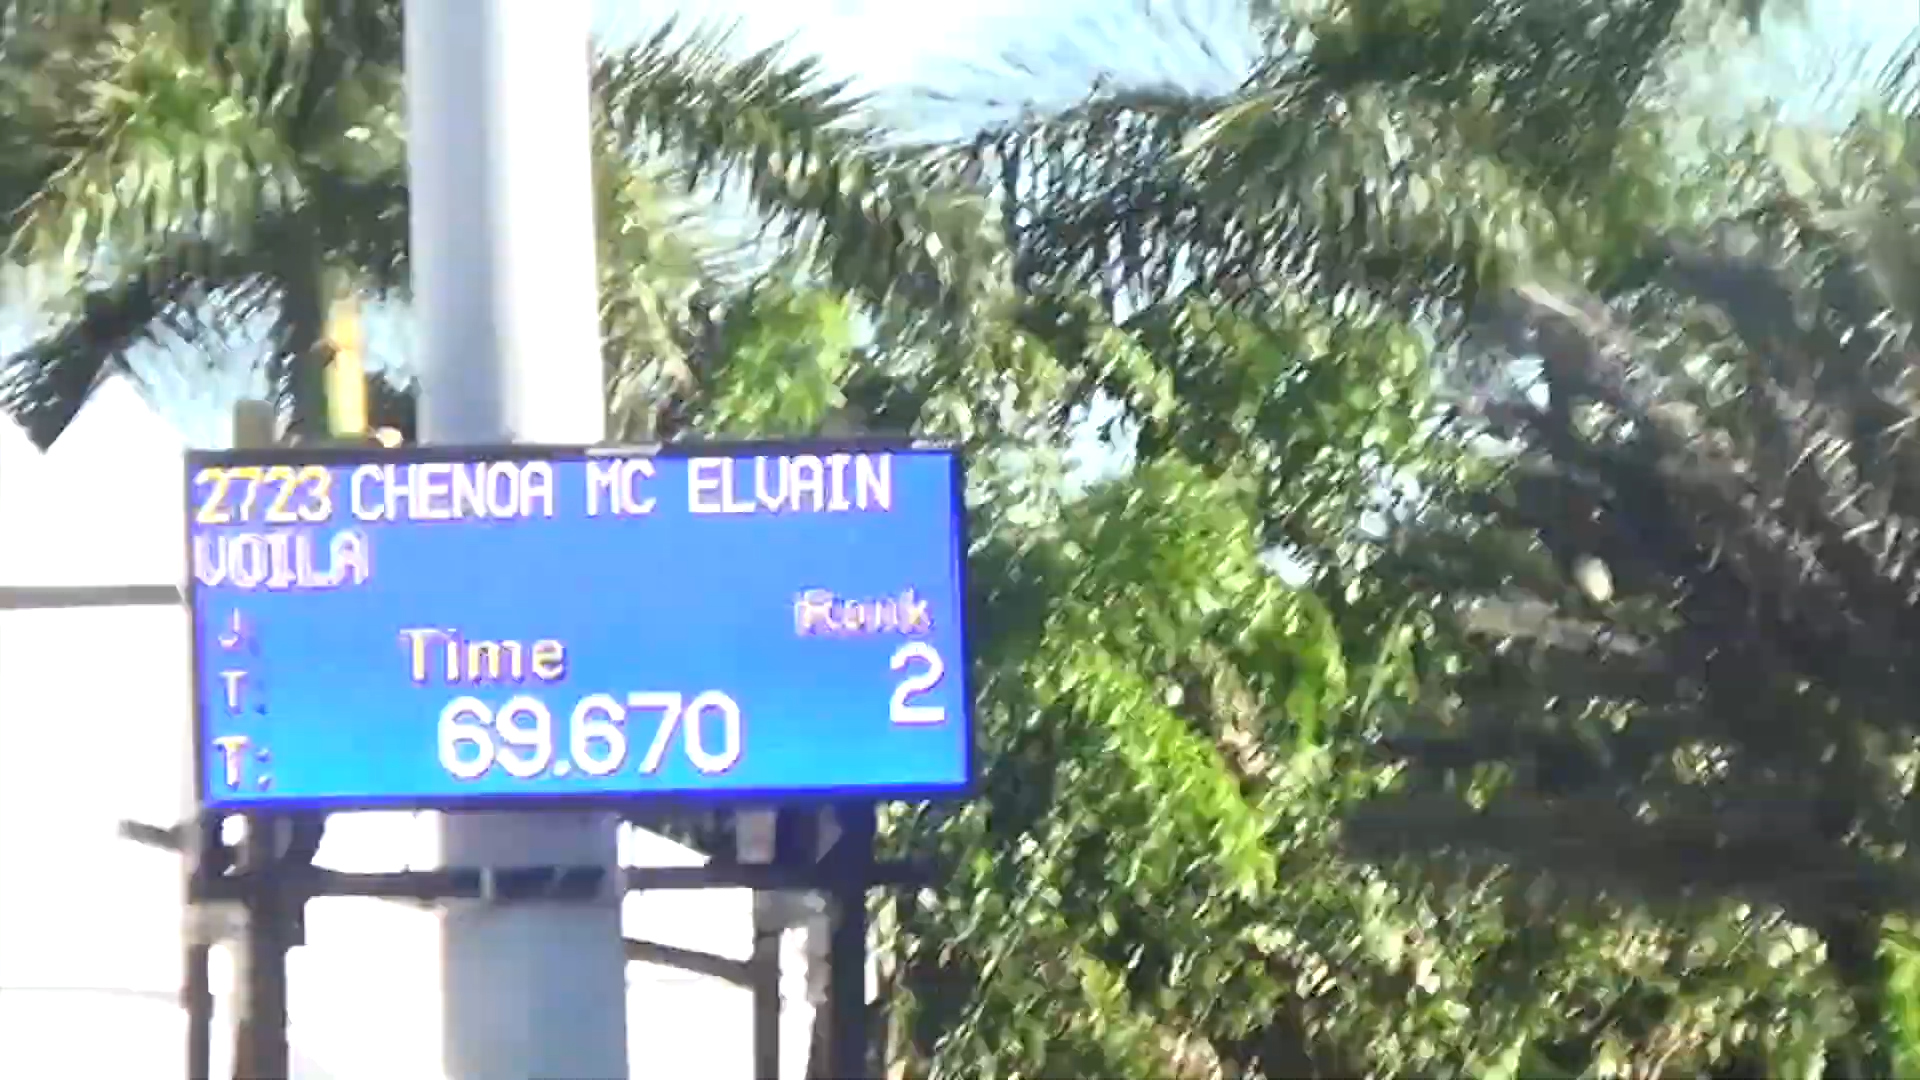 2723 CHENOA MC ELVAIN
VOILA
J:
Rank
Time
T:
2
69.670
T: